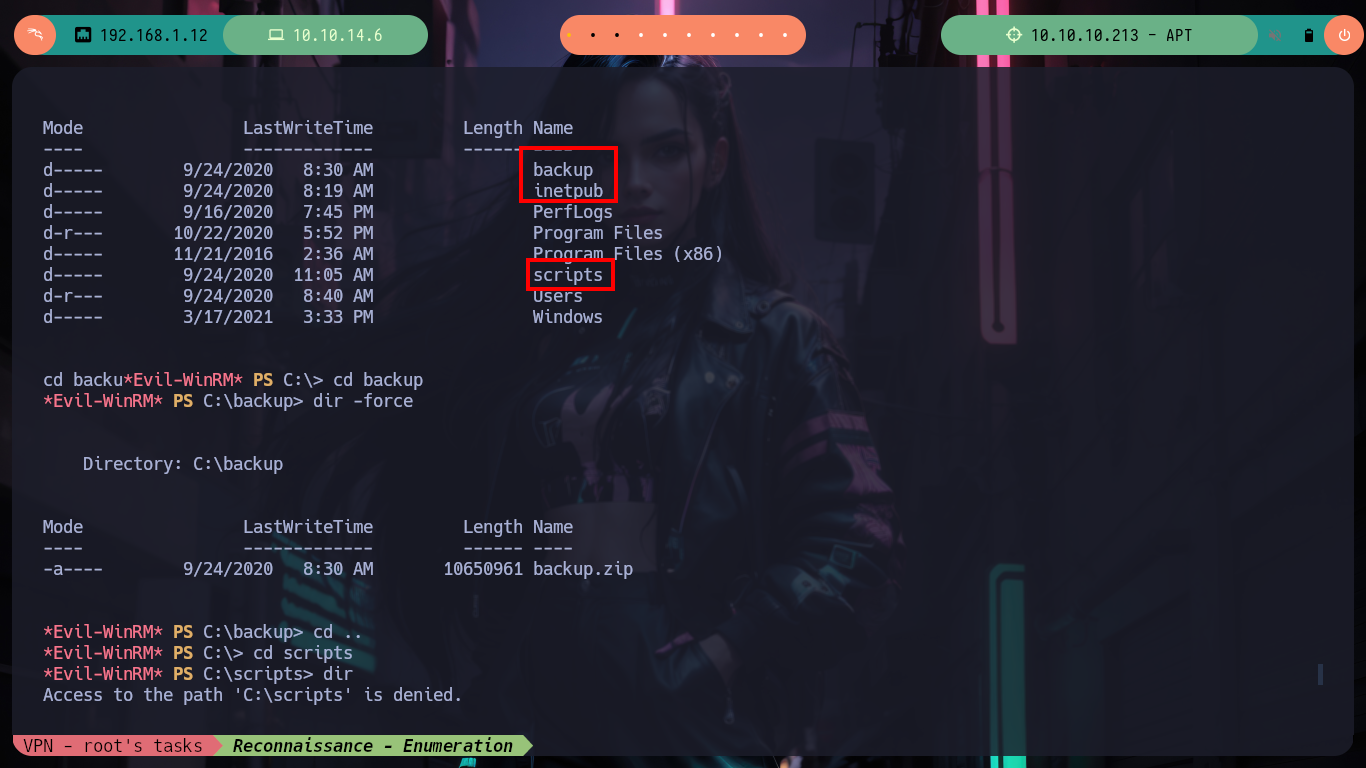 192.168.1.12 10.10.14.6 10.10.10.213 - APT
Mode LastWriteTime Length Name
---- ------------- ------ ----
d----- 9/24/2020 8:30 AM backup
d----- 9/24/2020 8:19 AM inetpub
d----- 9/16/2020 7:45 PM PerfLogs
d-r--- 10/22/2020 5:52 PM Program Files
d----- 11/21/2016 2:36 AM Program Files (x86)
d----- 9/24/2020 11:05 AM scripts
d-r--- 9/24/2020 8:40 AM Users
d----- 3/17/2021 3:33 PM Windows
cd backu*Evil-WinRM* PS C:\> cd backup
*Evil-WinRM* PS C:\backup> dir -force
Directory: C:\backup
Mode LastWriteTime Length Name
---- ------------- ------ ----
-a---- 9/24/2020 8:30 AM 10650961 backup.zip
*Evil-WinRM* PS C:\backup> cd ..
*Evil-WinRM* PS C:\> cd scripts
*Evil-WinRM* PS C:\scripts> dir
Access to the path 'C:\scripts' is denied.
VPN - root's tasks Reconnaissance - Enumeration